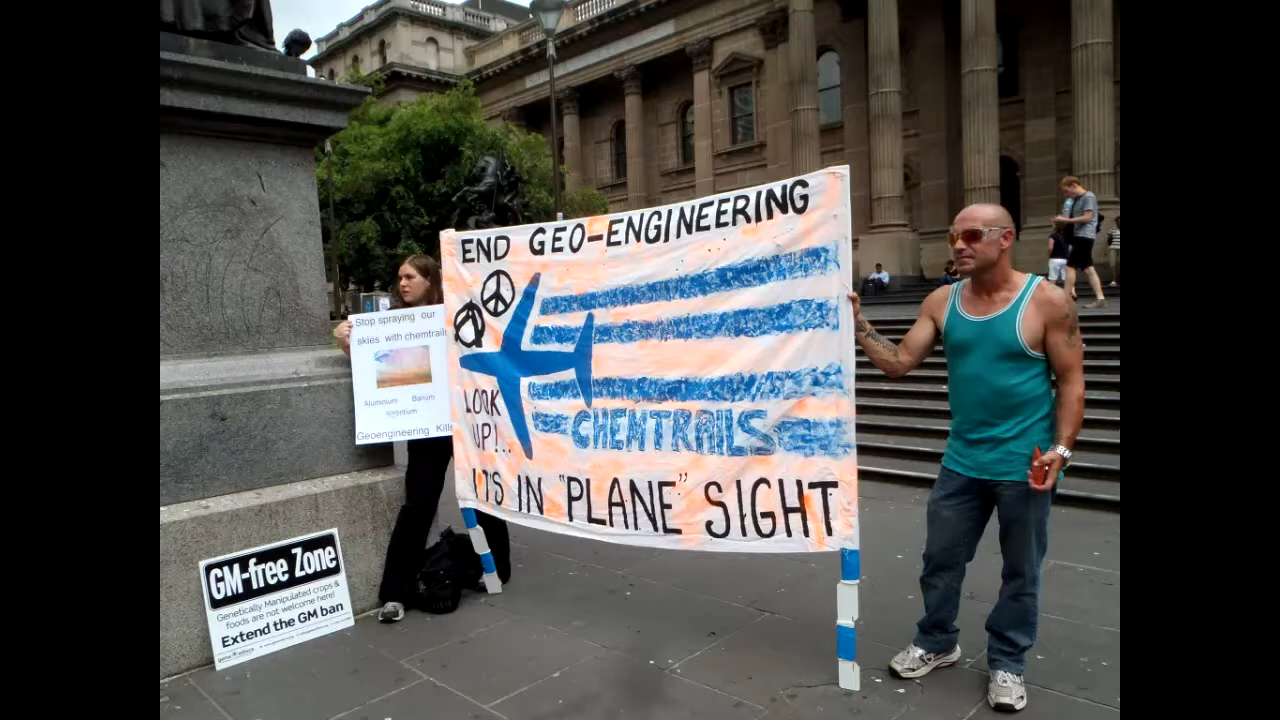 END GEO-ENGINEERING
LOOK
UP!..
CHEMTRAILS
IT'S IN "PLANE" SIGHT
Stop spraying our
skies with chemtrails
Aluminium Barium
Strontium
Geoengineering Kills
GM-free Zone
Genetically Manipulated crops &
foods are not welcome here!
Extend the GM ban